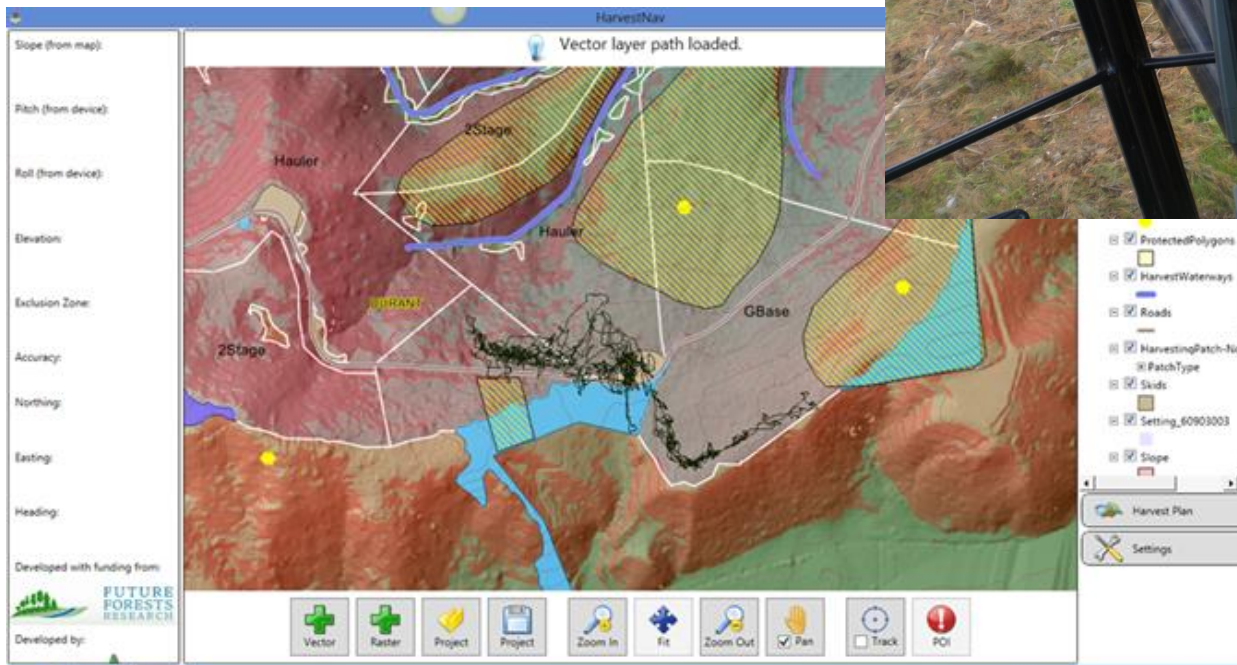 HarvestNav
Slope (from map):
Pitch (from device):
Roll (from device):
Elevation:
Exclusion Zone:
Accuracy:
Northing:
Easting:
Heading:
Developed with funding from:
FUTURE
FORESTS
RESEARCH
Developed by:
Vector layer path loaded.
2Stage
Hauler
Hauler
DURANT
GBase
2Stage
ProtectedPolygons
HarvestWaterways
Roads
PatchType
Skids
Setting_60903003
Slope
Harvest Plan
Settings
Vector
Raster
Project
Project
Zoom In
Fit
Zoom Out
Pan
Track
POI